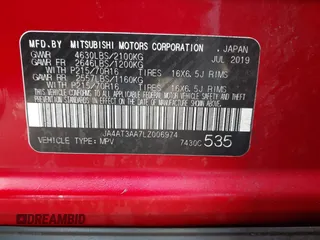 MFD.BY MITSUBISHI MOTORS CORPORATION, JAPAN
GVWR 4630LBS/2100KG JUL 2019
GAWR FR 2646LBS/1200KG
WITH P215/70R16 TIRES 16X6.5J RIMS
GAWR RR 2557LBS/1160KG
WITH P215/70R16 TIRES 16X6.5J RIMS
JA4AT3AA7LZ006974
VEHICLE TYPE: MPV 7430C 535
DREAMBID